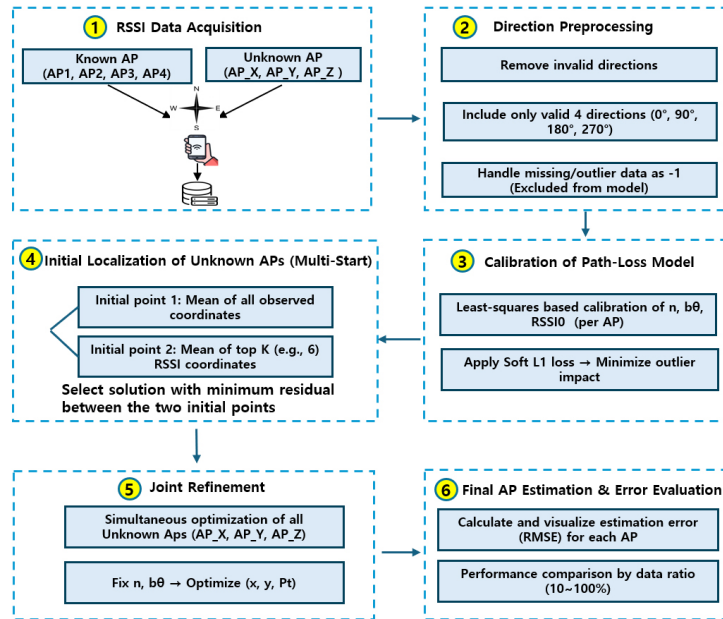 1 RSSI Data Acquisition
Known AP
(AP1, AP2, AP3, AP4)
Unknown AP
(AP_X, AP_Y, AP_Z )
N
W E
S
2 Direction Preprocessing
Remove invalid directions
Include only valid 4 directions (0°, 90°,
180°, 270°)
Handle missing/outlier data as -1
(Excluded from model)
3 Calibration of Path-Loss Model
Least-squares based calibration of n, bθ,
RSSI0 (per AP)
Apply Soft L1 loss → Minimize outlier
impact
4 Initial Localization of Unknown APs (Multi-Start)
Initial point 1: Mean of all observed
coordinates
Initial point 2: Mean of top K (e.g., 6)
RSSI coordinates
Select solution with minimum residual
between the two initial points
5 Joint Refinement
Simultaneous optimization of all
Unknown Aps (AP_X, AP_Y, AP_Z)
Fix n, bθ → Optimize (x, y, Pt)
6 Final AP Estimation & Error Evaluation
Calculate and visualize estimation error
(RMSE) for each AP
Performance comparison by data ratio
(10~100%)